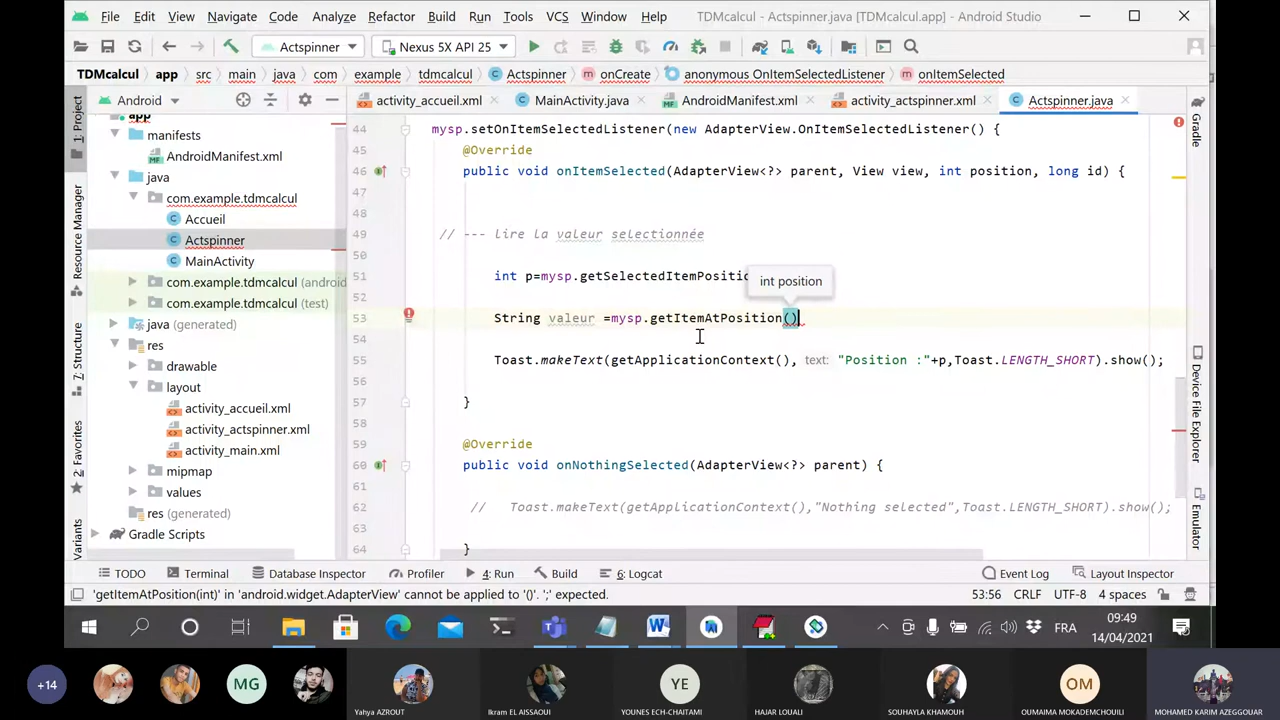 File Edit View Navigate Code Analyze Refactor Build Run Tools VCS Window Help TDMcalcul - Actspinner.java [TDMcalcul.app] - Android Studio
Actspinner Nexus 5X API 25
TDMcalcul app src main java com example tdmcalcul Actspinner onCreate anonymous OnItemSelectedListener onItemSelected
Android activity_accueil.xml MainActivity.java AndroidManifest.xml activity_actspinner.xml Actspinner.java
1: Project
Resource Manager
7: Structure
2: Favorites
Variants
app
manifests
AndroidManifest.xml
java
com.example.tdmcalcul
Accueil
Actspinner
MainActivity
com.example.tdmcalcul (android
com.example.tdmcalcul (test)
java (generated)
res
drawable
layout
activity_accueil.xml
activity_actspinner.xml
activity_main.xml
mipmap
values
res (generated)
Gradle Scripts
44 mysp.setOnItemSelectedListener(new AdapterView.OnItemSelectedListener() {
45 @Override
46 public void onItemSelected(AdapterView<?> parent, View view, int position, long id) {
47
48
49 // --- lire la valeur selectionnée
50
51 int p=mysp.getSelectedItemPositio
int position
52
53 String valeur =mysp.getItemAtPosition()
54
55 Toast.makeText(getApplicationContext(), text: "Position :"+p,Toast.LENGTH_SHORT).show();
56
57 }
58
59 @Override
60 public void onNothingSelected(AdapterView<?> parent) {
61
62 // Toast.makeText(getApplicationContext(),"Nothing selected",Toast.LENGTH_SHORT).show();
63
64 }
Gradle
Device File Explorer
Emulator
TODO Terminal Database Inspector Profiler 4: Run Build 6: Logcat Event Log Layout Inspector
'getItemAtPosition(int)' in 'android.widget.AdapterView' cannot be applied to '()'. ';' expected. 53:56 CRLF UTF-8 4 spaces
FRA
09:49
14/04/2021
+14 MG YE OM
Yahya AZROUT Ikram EL AISSAOUI YOUNES ECH-CHAITAMI HAJAR LOUALI SOUHAYLA KHAMOUH OUMAIMA MOKADEMCHOUILI MOHAMED KARIM AZEGGOUAR